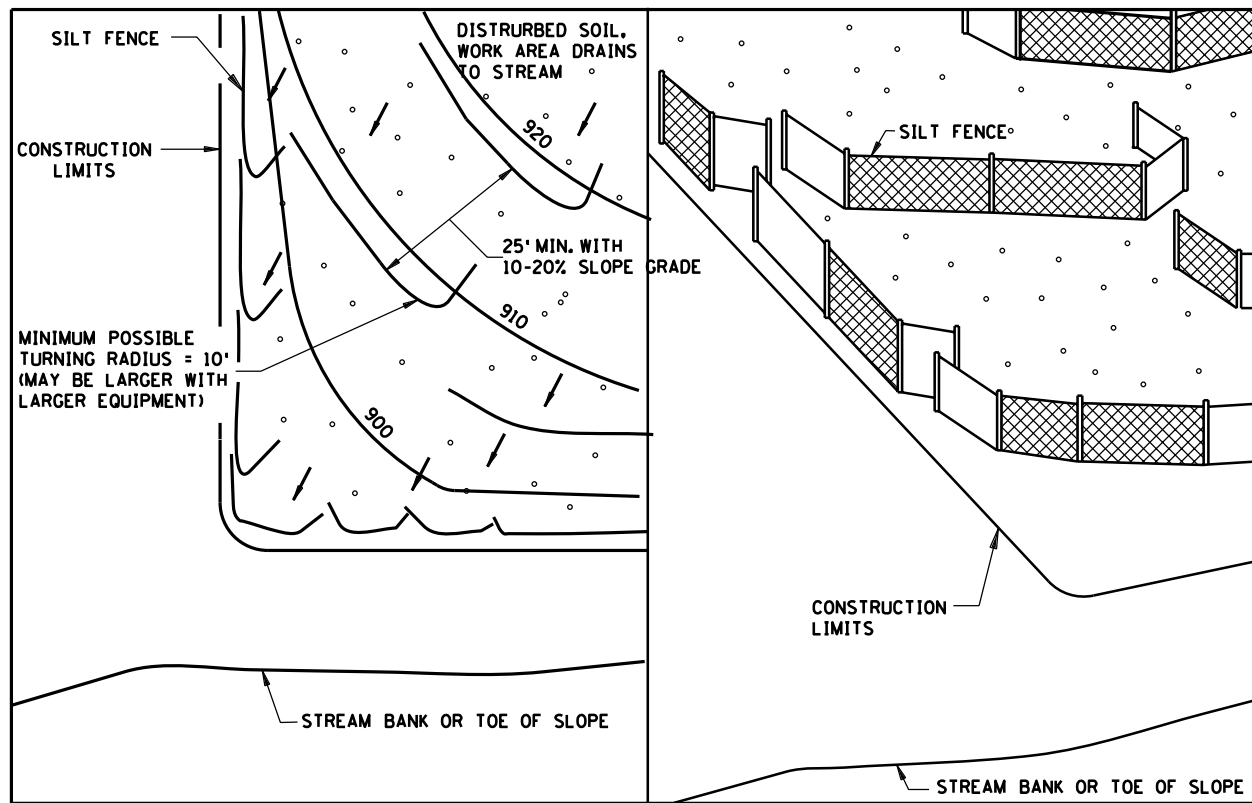 SILT FENCE
DISTRURBED SOIL,
WORK AREA DRAINS
TO STREAM
920
CONSTRUCTION
LIMITS
25' MIN. WITH
10-20% SLOPE GRADE
910
MINIMUM POSSIBLE
TURNING RADIUS = 10'
(MAY BE LARGER WITH
LARGER EQUIPMENT)
900
STREAM BANK OR TOE OF SLOPE
SILT FENCE
CONSTRUCTION
LIMITS
STREAM BANK OR TOE OF SLOPE